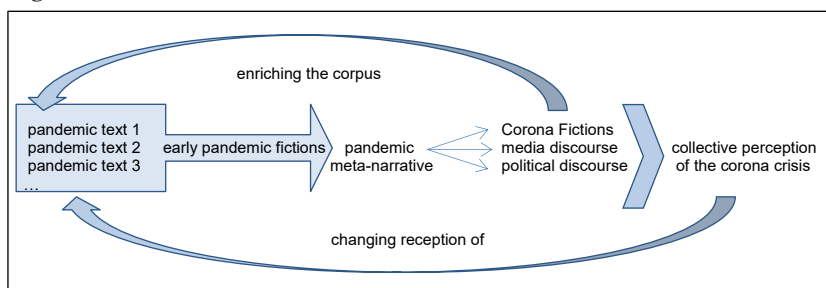 enriching the corpus
pandemic text 1
pandemic text 2
pandemic text 3
…
early pandemic fictions
pandemic
meta-narrative
Corona Fictions
media discourse
political discourse
collective perception
of the corona crisis
changing reception of